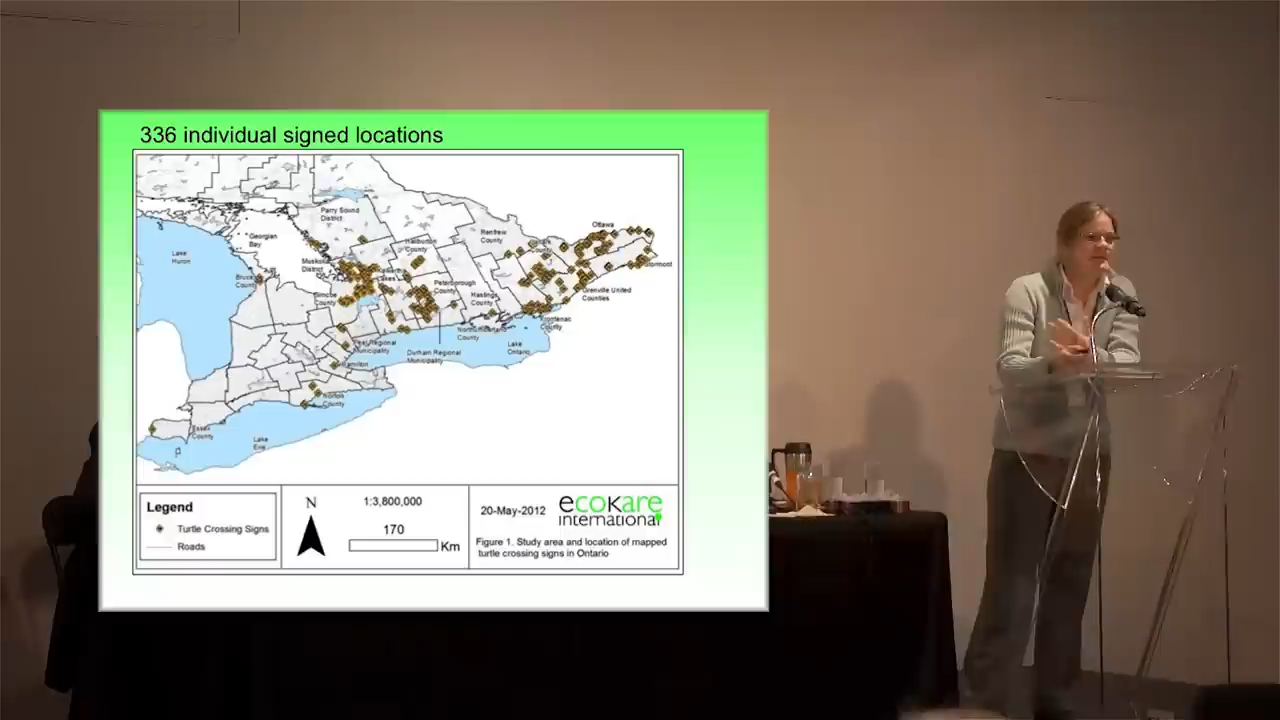 336 individual signed locations
Parry Sound
District
Georgian
Bay
Renfrew
County
Ottawa
Lake
Huron
Haliburton
County
Muskoka
District
Bruce
County
Lakes
Stormont
Simcoe
County
Peterborough
County
Hastings
County
Grenville United
Counties
Frontenac
County
Northumberland
County
Lake
Ontario
Peel Regional
Municipality
Durham Regional
Municipality
Hamilton
Norfolk
County
Essex
County
Lake
Erie
Legend
Turtle Crossing Signs
Roads
N
1:3,800,000
170
Km
20-May-2012
ecokare
international
Figure 1. Study area and location of mapped
turtle crossing signs in Ontario